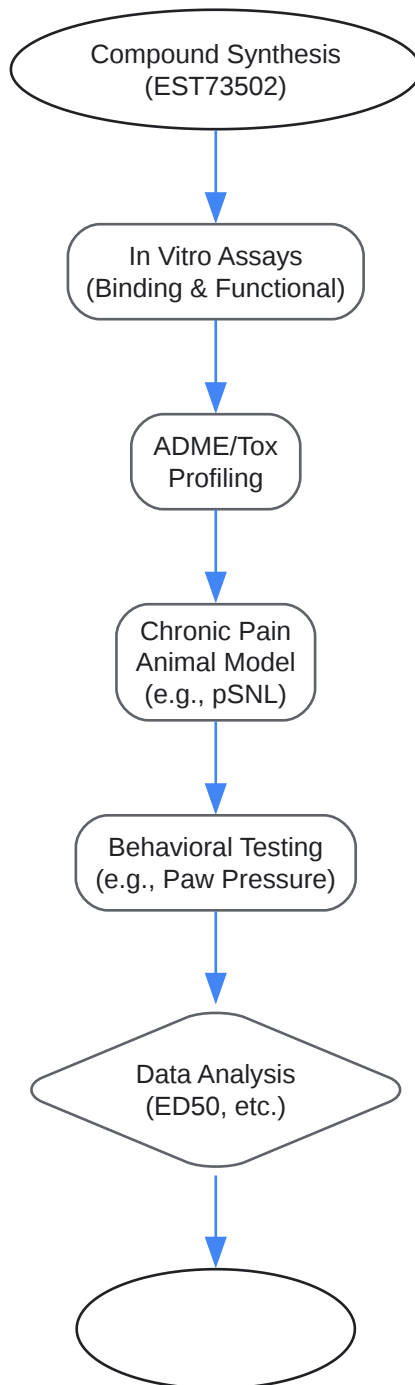 Compound Synthesis
(EST73502)
In Vitro Assays
(Binding & Functional)
ADME/Tox
Profiling
Chronic Pain
Animal Model
(e.g., pSNL)
Behavioral Testing
(e.g., Paw Pressure)
Data Analysis
(ED50, etc.)